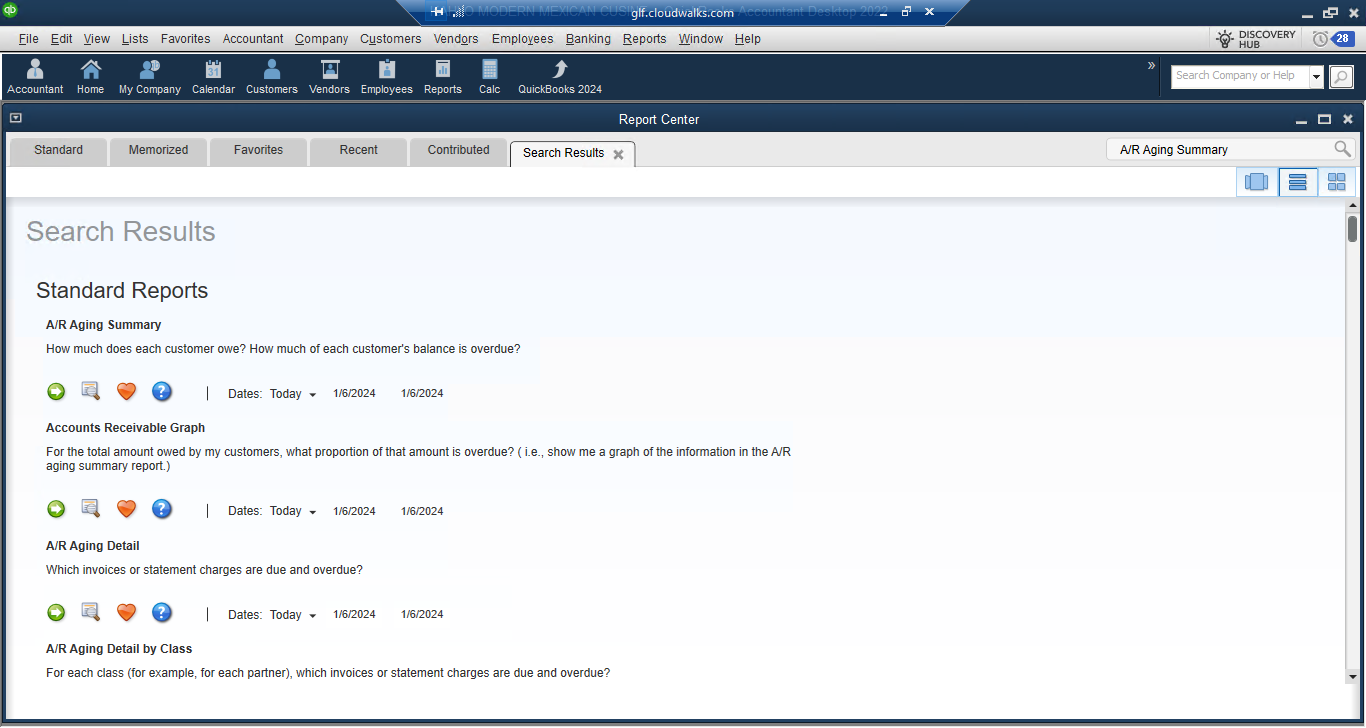 HO MODERN MEXICAN CUSI
glf.cloudwalks.com
Accountant Desktop 2022
File Edit View Lists Favorites Accountant Company Customers Vendors Employees Banking Reports Window Help
DISCOVERY
HUB
28
Accountant Home My Company Calendar Customers Vendors Employees Reports Calc QuickBooks 2024
31
Search Company or Help
Report Center
Standard Memorized Favorites Recent Contributed Search Results
A/R Aging Summary
Search Results
Standard Reports
A/R Aging Summary
How much does each customer owe? How much of each customer's balance is overdue?
Dates: Today 1/6/2024 1/6/2024
Accounts Receivable Graph
For the total amount owed by my customers, what proportion of that amount is overdue? ( i.e., show me a graph of the information in the A/R
aging summary report.)
Dates: Today 1/6/2024 1/6/2024
A/R Aging Detail
Which invoices or statement charges are due and overdue?
Dates: Today 1/6/2024 1/6/2024
A/R Aging Detail by Class
For each class (for example, for each partner), which invoices or statement charges are due and overdue?